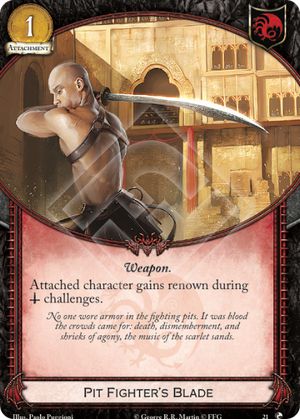 1
ATTACHMENT
Weapon.
Attached character gains renown during
challenges.
No one wore armor in the fighting pits. It was blood
the crowds came for: death, dismemberment, and
shrieks of agony, the music of the scarlet sands.
PIT FIGHTER'S BLADE
Illus. Paolo Puggioni
© George R.R. Martin © FFG
21